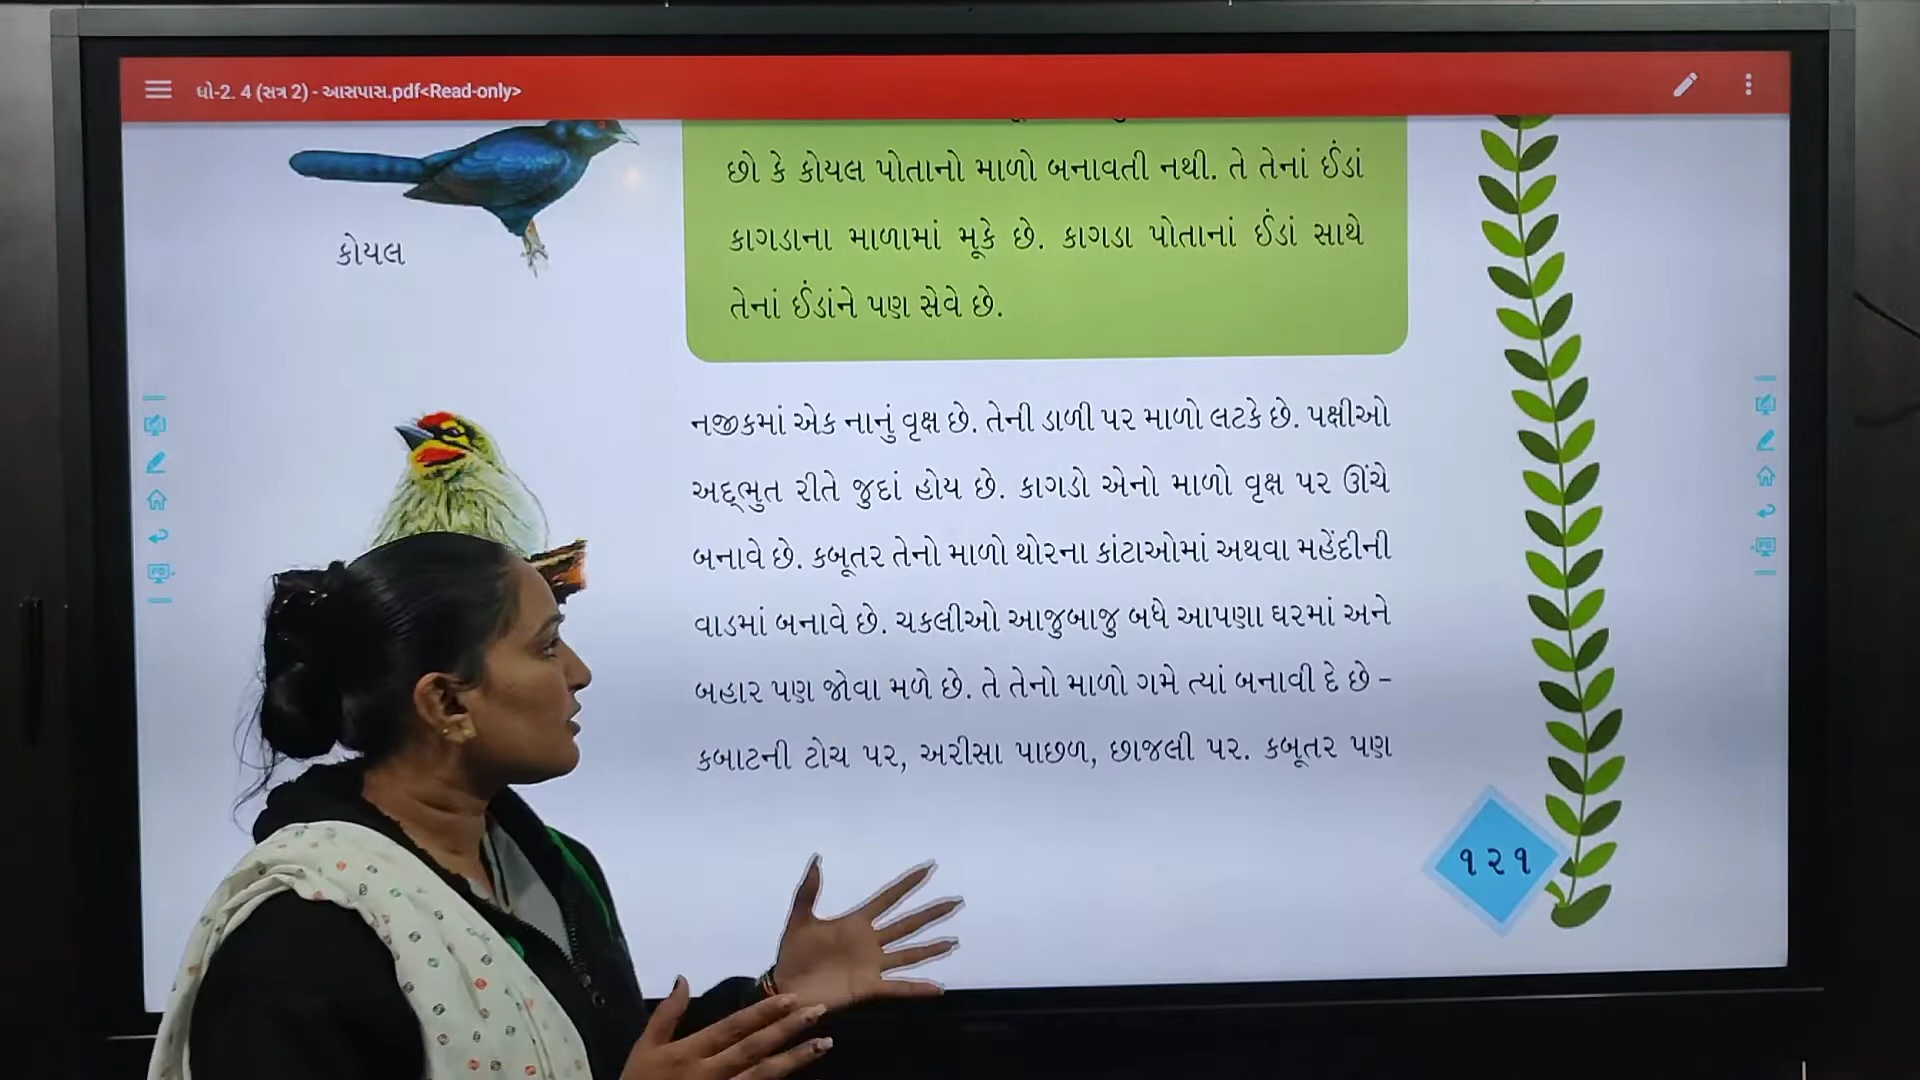 ધો-2. 4 (સત્ર 2) - આસપાસ.pdf<Read-only>
છો કે કોયલ પોતાનો માળો બનાવતી નથી. તે તેનાં ઈંડાં
કાગડાના માળામાં મૂકે છે. કાગડા પોતાનાં ઈંડાં સાથે
તેનાં ઈંડાંને પણ સેવે છે.
કોયલ
નજીકમાં એક નાનું વૃક્ષ છે. તેની ડાળી પર માળો લટકે છે. પક્ષીઓ
અદ્ભુત રીતે જુદાં હોય છે. કાગડો એનો માળો વૃક્ષ પર ઊંચે
બનાવે છે. કબૂતર તેનો માળો થોરના કાંટાઓમાં અથવા મહેંદીની
વાડમાં બનાવે છે. ચકલીઓ આજુબાજુ બધે આપણા ઘરમાં અને
બહાર પણ જોવા મળે છે. તે તેનો માળો ગમે ત્યાં બનાવી દે છે –
કબાટની ટોચ પર, અરીસા પાછળ, છાજલી પર. કબૂતર પણ
૧૨૧